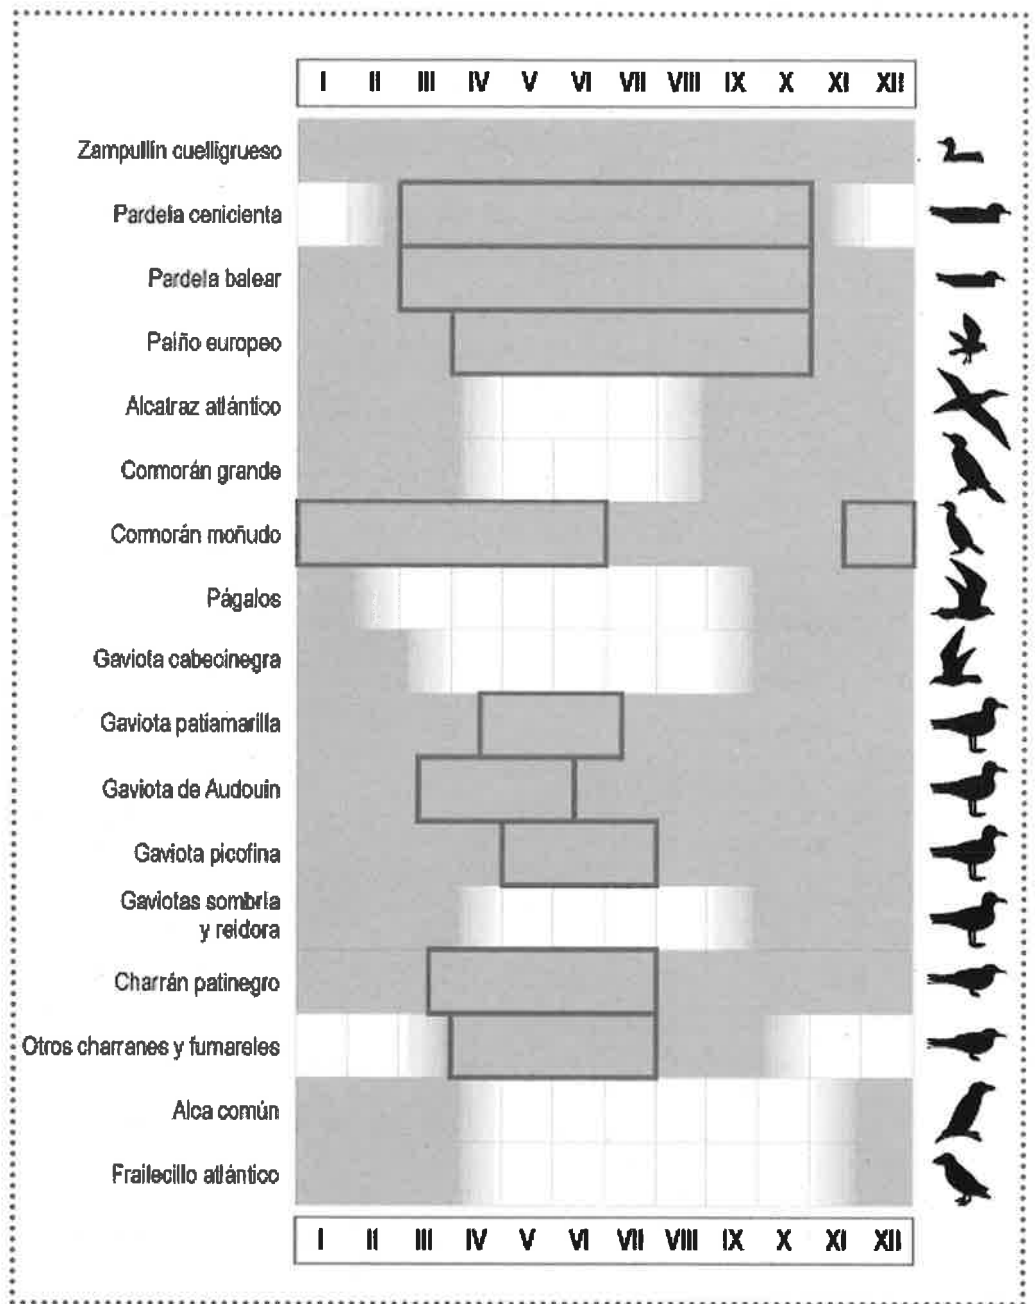 I II III IV V VI VII VIII IX X XI XII
Zampullín cuelligrueso
Pardela cenicienta
Pardela balear
Paíño europeo
Alcatraz atlántico
Cormorán grande
Cormorán moñudo
Págalos
Gaviota cabecinegra
Gaviota patiamarilla
Gaviota de Audouin
Gaviota picofina
Gaviotas sombría
y reidora
Charrán patinegro
Otros charranes y fumareles
Alca común
Frailecillo atlántico
I II III IV V VI VII VIII IX X XI XII